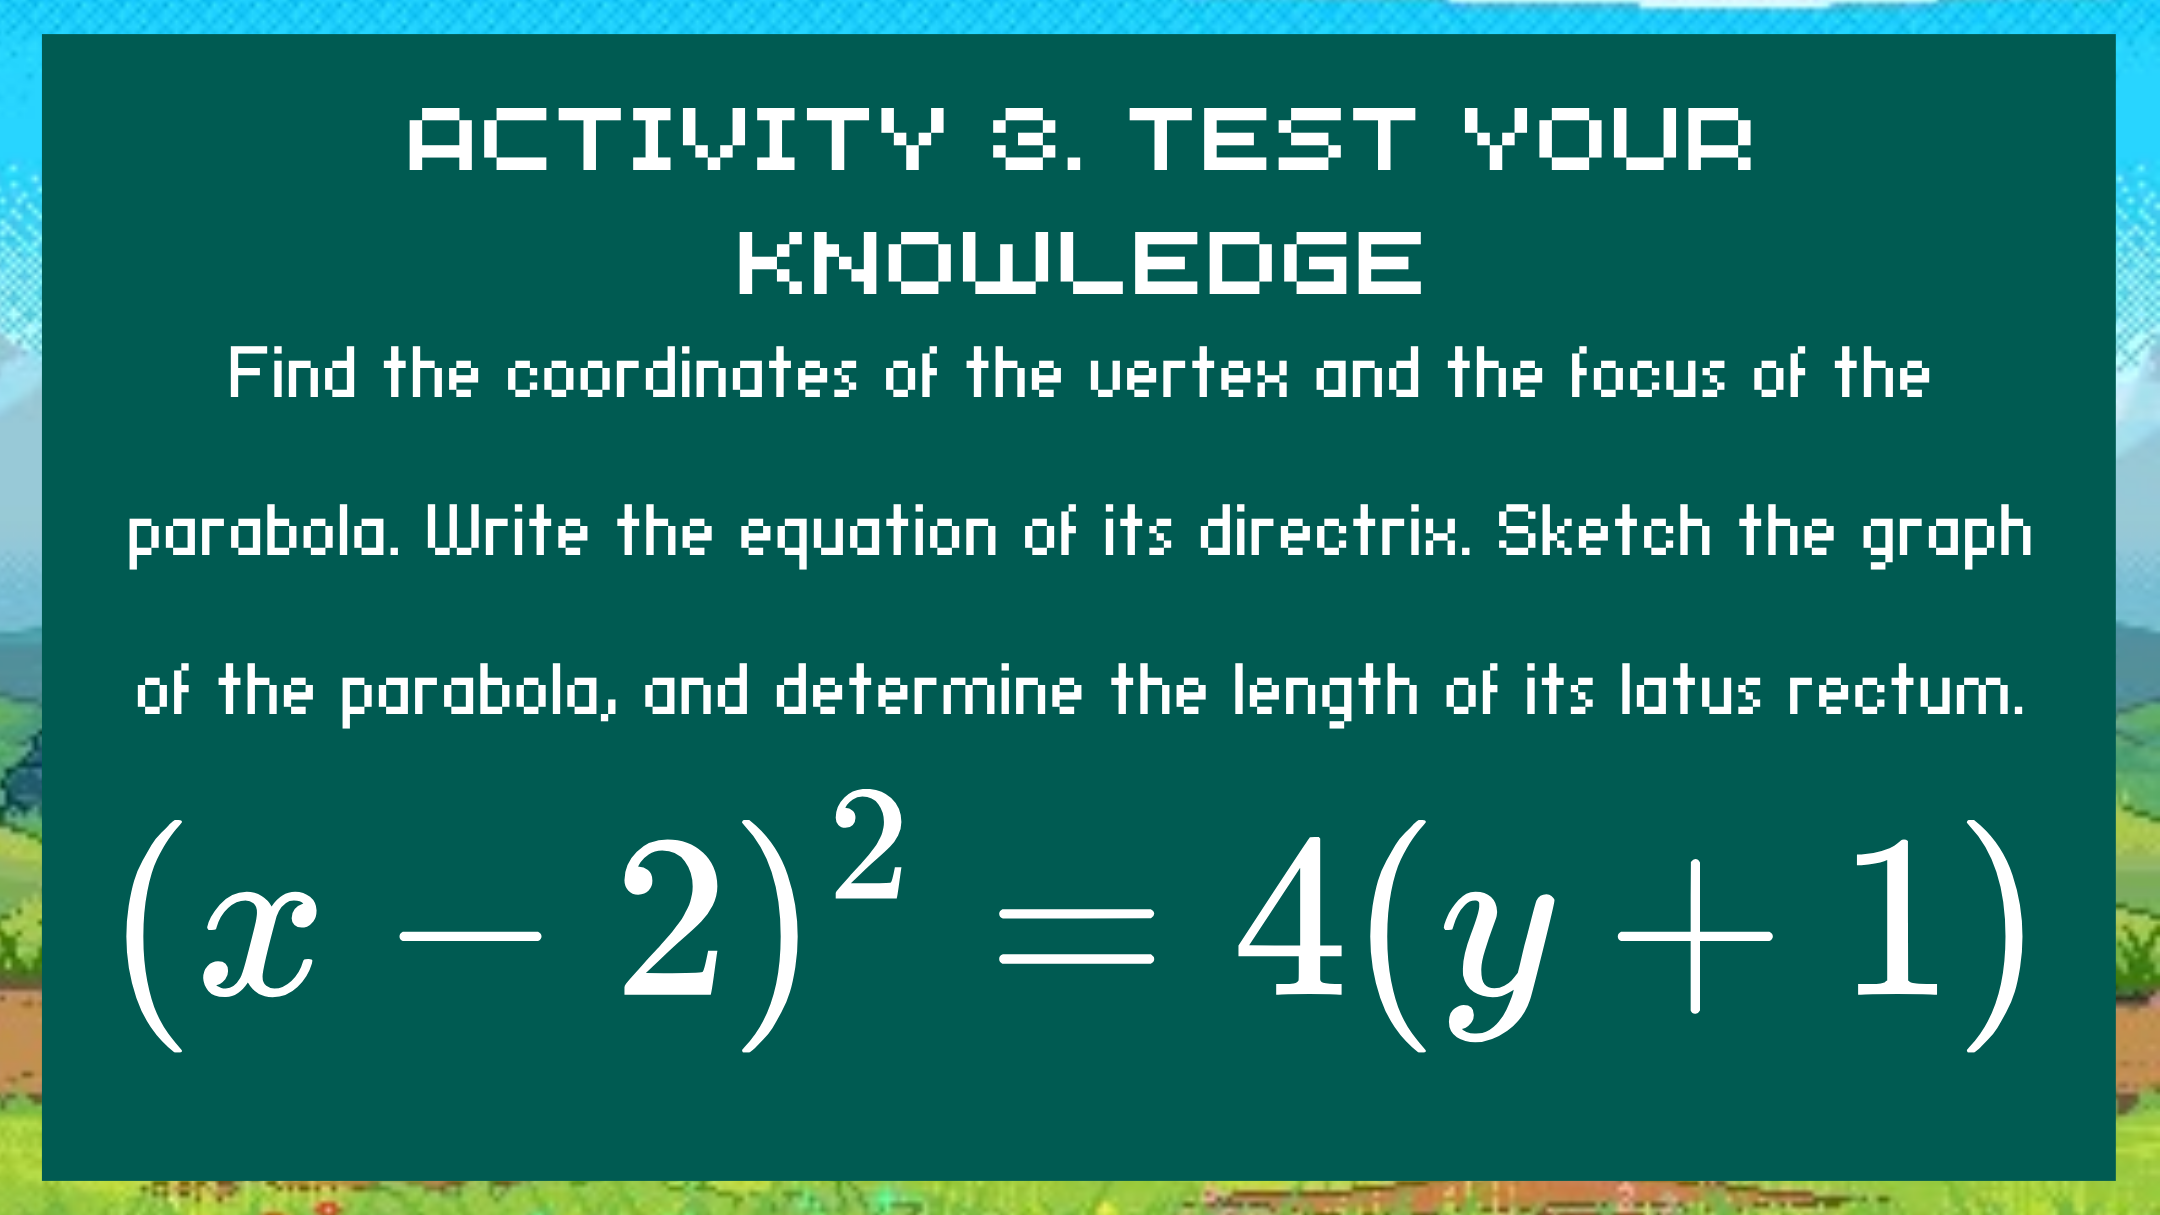 ACTIVITY 3. TEST YOUR
KNOWLEDGE
Find the coordinates of the vertex and the focus of the
parabola. Write the equation of its directrix. Sketch the graph
of the parabola, and determine the length of its latus rectum.
(x − 2)² = 4(y + 1)